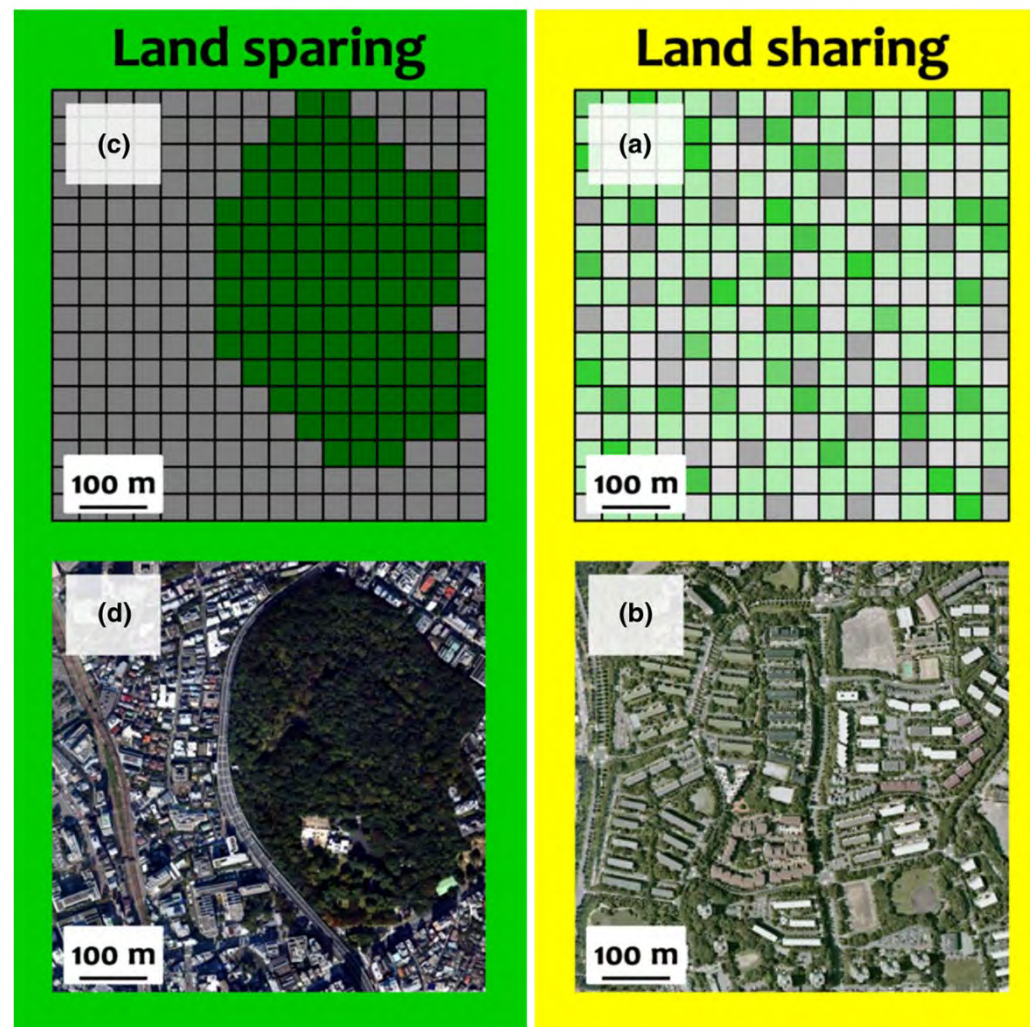 Land sparing
(c)
100 m
(d)
100 m
Land sharing
(a)
100 m
(b)
100 m